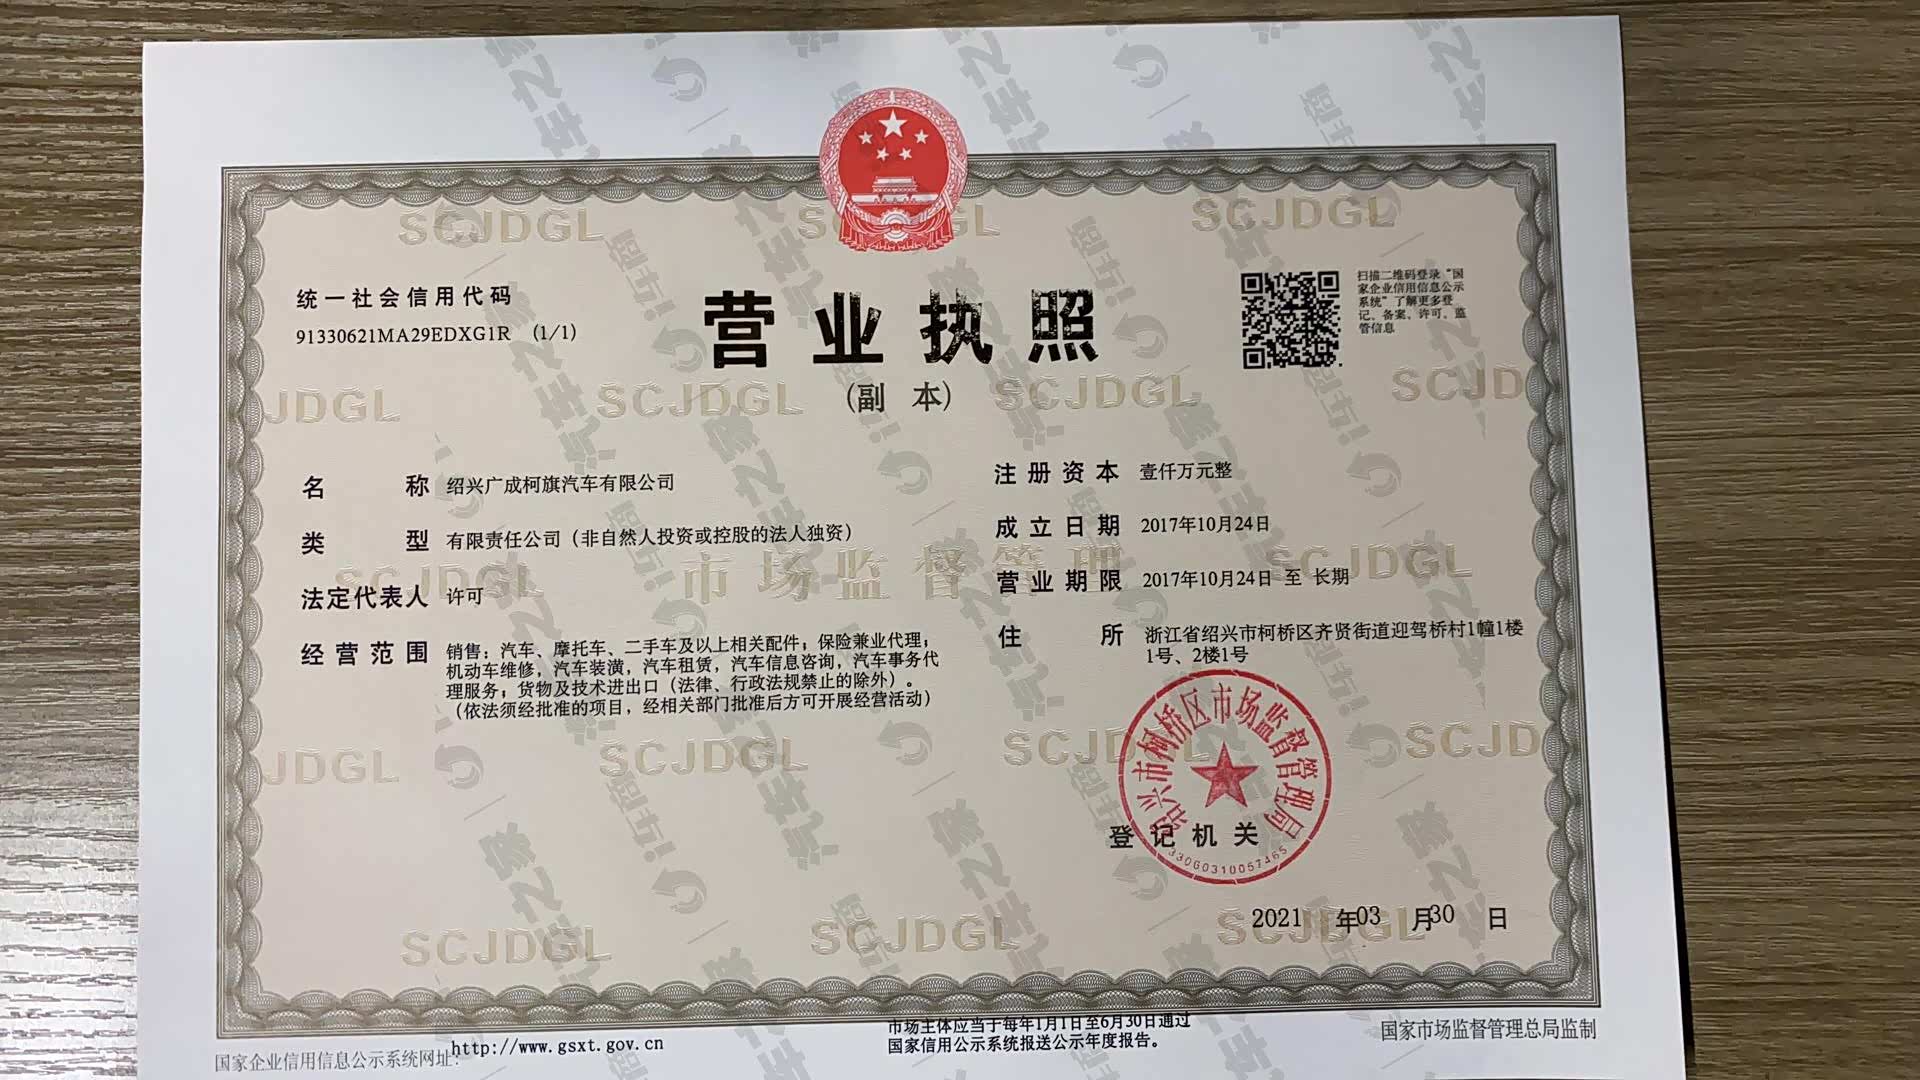 统一社会信用代码
91330621MA29EDXG1R (1/1)
营业执照
(副 本)
扫描二维码登录“国
家企业信用信息公示
系统”了解更多登
记、备案、许可、监
管信息
名 称 绍兴广成柯旗汽车有限公司
类 型 有限责任公司（非自然人投资或控股的法人独资）
法定代表人 许可
经营范围 销售：汽车、摩托车、二手车及以上相关配件；保险兼业代理；
机动车维修，汽车装潢，汽车租赁，汽车信息咨询，汽车事务代
理服务；货物及技术进出口（法律、行政法规禁止的除外）。
（依法须经批准的项目，经相关部门批准后方可开展经营活动）
注册资本 壹仟万元整
成立日期 2017年10月24日
营业期限 2017年10月24日 至 长期
住 所 浙江省绍兴市柯桥区齐贤街道迎驾桥村1幢1楼
1号、2楼1号
绍兴市柯桥区市场监督管理局
登记机关
33060310057465
2021 年03 月30 日
国家企业信用信息公示系统网址:http://www.gsxt.gov.cn
市场主体应当于每年1月1日至6月30日通过
国家信用公示系统报送公示年度报告。
国家市场监督管理总局监制
SCJDGL
市场监督管理
汽车之家